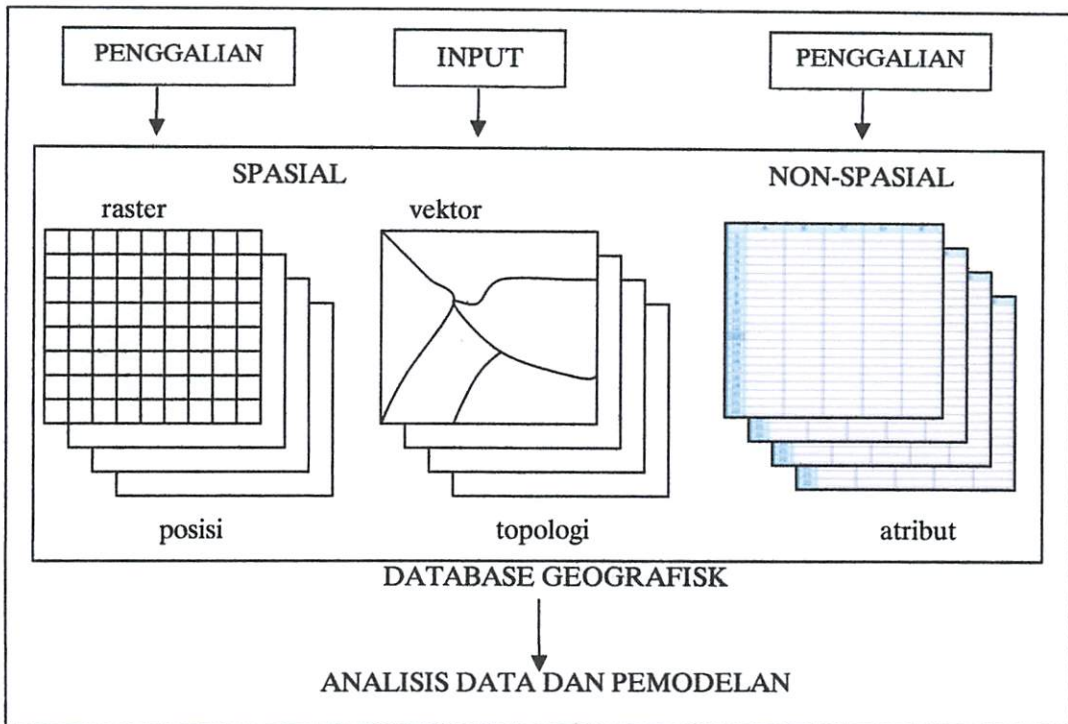 PENGGALIAN
INPUT
PENGGALIAN
SPASIAL
NON-SPASIAL
raster
vektor
posisi
topologi
atribut
DATABASE GEOGRAFISK
ANALISIS DATA DAN PEMODELAN